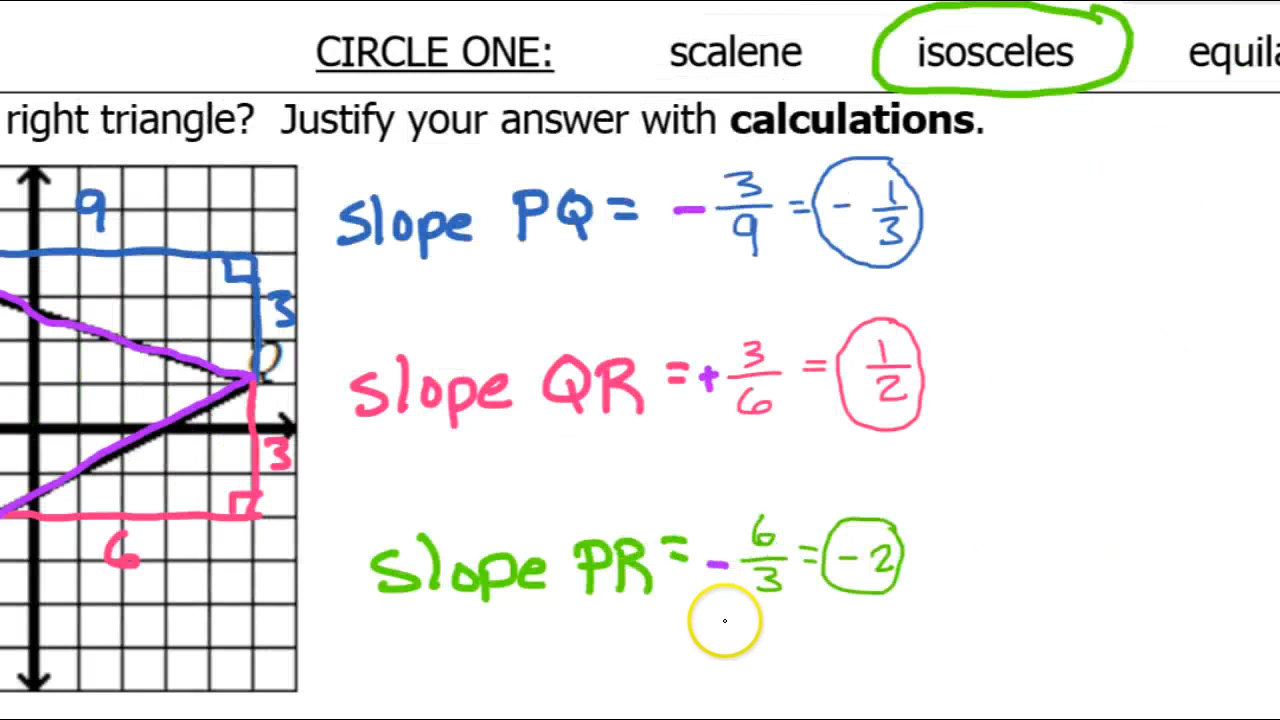 CIRCLE ONE: scalene isosceles equila
right triangle? Justify your answer with calculations.
9
3
Q
3
6
slope PQ = - 3/9 = - 1/3
slope QR = + 3/6 = 1/2
slope PR = - 6/3 = -2